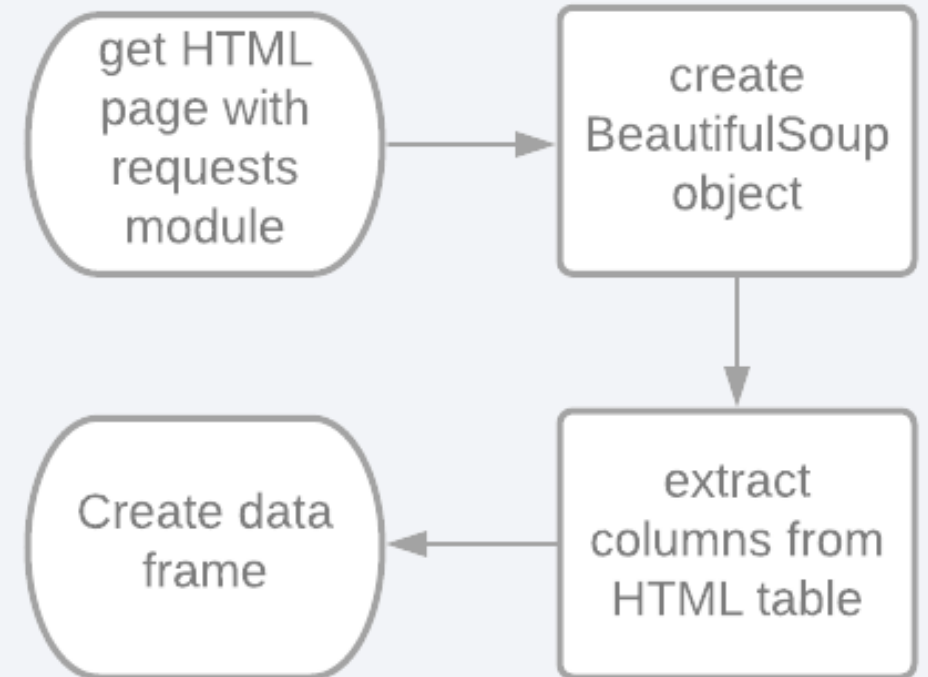 get HTML
page with
requests
module
create
BeautifulSoup
object
extract
columns from
HTML table
Create data
frame